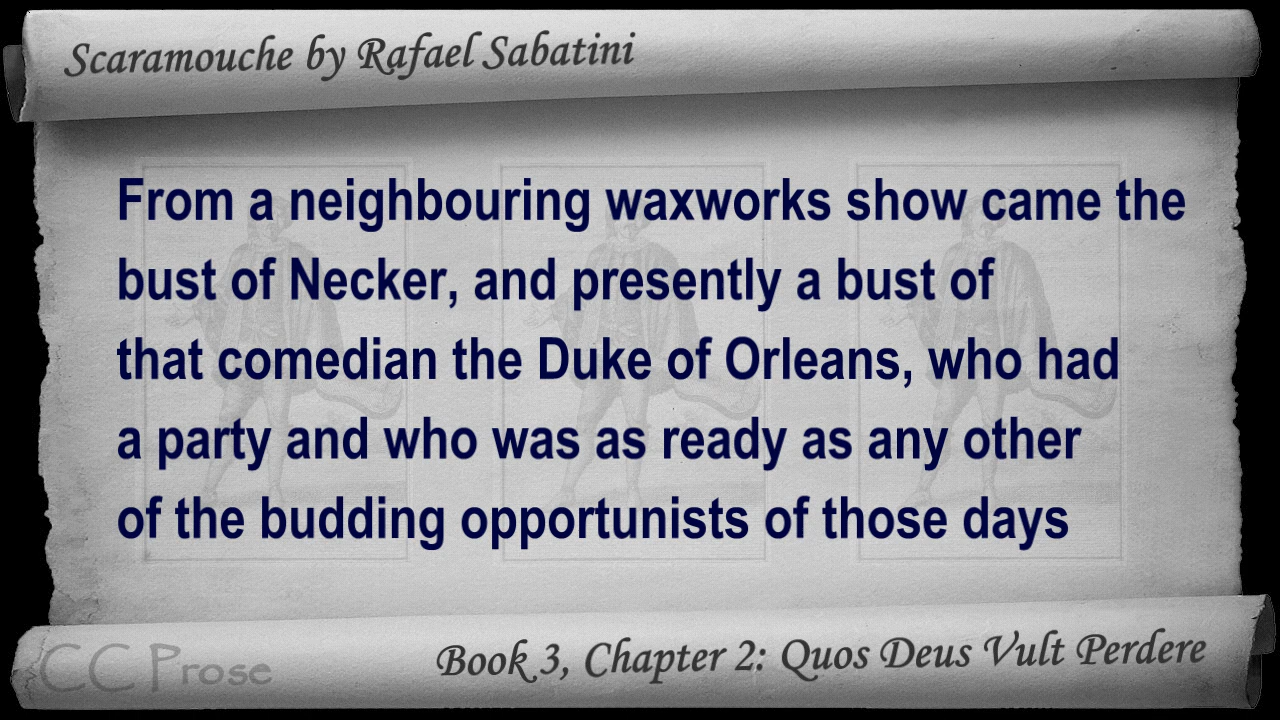 Scaramouche by Rafael Sabatini
From a neighbouring waxworks show came the
bust of Necker, and presently a bust of
that comedian the Duke of Orleans, who had
a party and who was as ready as any other
of the budding opportunists of those days
CC Prose
Book 3, Chapter 2: Quos Deus Vult Perdere